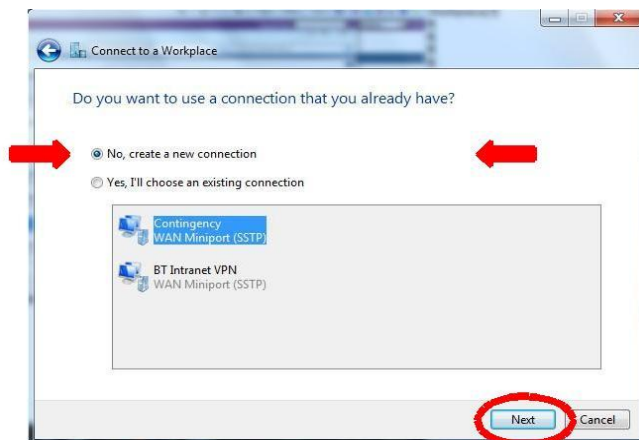 Connect to a Workplace
Do you want to use a connection that you already have?
No, create a new connection
Yes, I'll choose an existing connection
Contingency
WAN Miniport (SSTP)
BT Intranet VPN
WAN Miniport (SSTP)
Next
Cancel